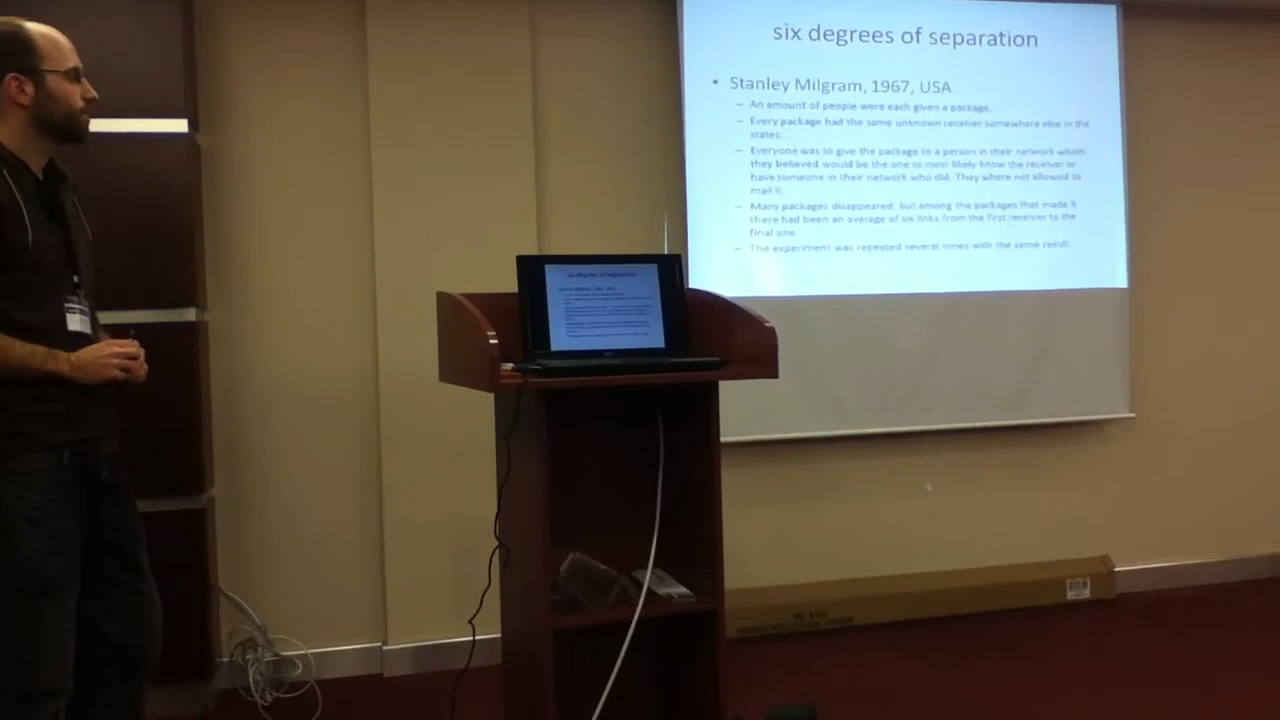 six degrees of separation
• Stanley Milgram, 1967, USA.
– An amount of people were each given a package.
– Every package had the same unknown receiver somewhere else in the
states.
– Everyone was to give the package to a person in their network whom
they believed would be the one to most likely know the receiver or
have someone in their network who did. They where not allowed to
mail it.
– Many packages disappeared, but among the packages that made it
there had been an average of six links from the first receiver to the
final one.
– The experiment was repeated several times with the same result.
six degrees of separation